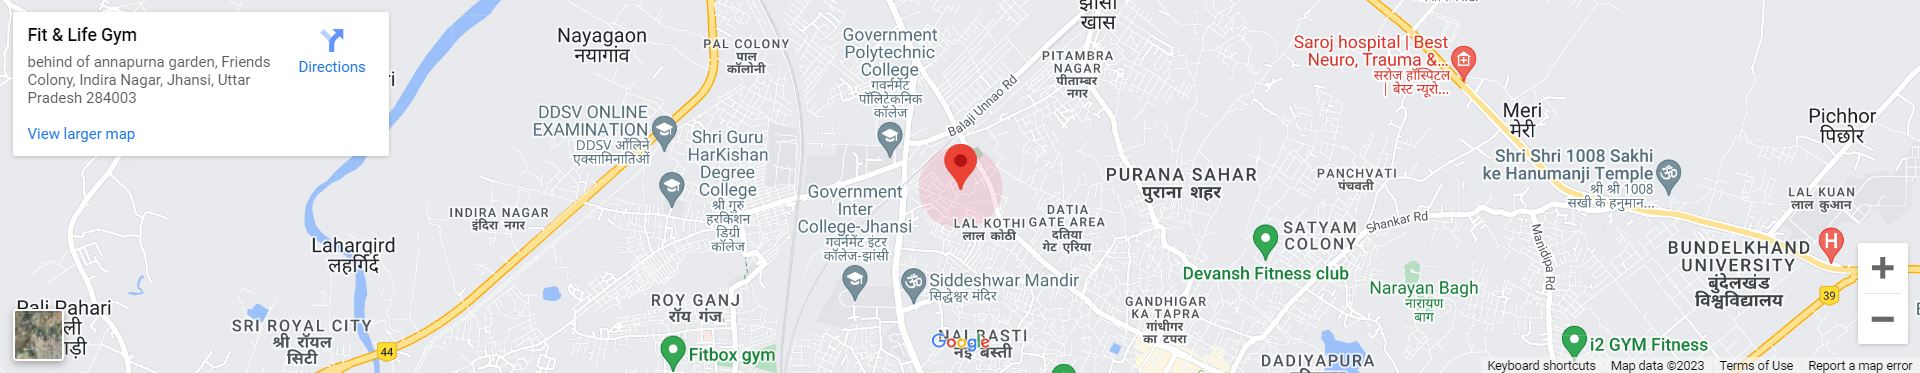 Fit & Life Gym
behind of annapurna garden, Friends
Colony, Indira Nagar, Jhansi, Uttar
Pradesh 284003
View larger map
Directions
Nayagaon
नयागांव
PAL COLONY
पाल
कॉलोनी
Government
Polytechnic
College
गवर्नमेंट
पॉलिटेकनिक
कॉलेज
झांसी
खास
PITAMBRA
NAGAR
पीताम्बर
नगर
Saroj hospital | Best
Neuro, Trauma &...
सरोज हॉस्पिटल
| बेस्ट न्यूरो...
Meri
मेरी
Pichhor
पिछोर
DDSV ONLINE
EXAMINATION
DDSV ओंलिने
एक्सामिनातिओं
Shri Guru
HarKishan
Degree
College
श्री गुरु
हरकिशन
डिग्री
कॉलेज
Balaji Unnao Rd
Shri Shri 1008 Sakhi
ke Hanumanji Temple
श्री श्री 1008
सखी के हनुमान...
PURANA SAHAR
पुराना शहर
PANCHVATI
पंचवती
LAL KUAN
लाल कुआन
INDIRA NAGAR
इंदिरा नगर
Government
Inter
College-Jhansi
गवर्नमेंट इंटर
कॉलेज-झांसी
LAL KOTHI
लाल कोठी
DATIA
GATE AREA
दतिया
गेट एरिया
Shankar Rd
SATYAM
COLONY
Lahargird
लहर्गिर्द
Devansh Fitness club
Manidipa Rd
BUNDELKHAND
UNIVERSITY
बुंदेलखंड
विश्वविद्यालय
H
Siddeshwar Mandir
सिद्धेश्वर मंदिर
Narayan Bagh
नारायण
बाग
39
ROY GANJ
रॉय गंज
GANDHIGAR
KA TAPRA
गांधीगर
का टपरा
Pali Pahari
SRI ROYAL CITY
श्री रॉयल
सिटी
44
Fitbox gym
NAI BASTI
नई बस्ती
Google
DADIYAPURA
i2 GYM Fitness
Keyboard shortcuts
Map data ©2023
Terms of Use
Report a map error